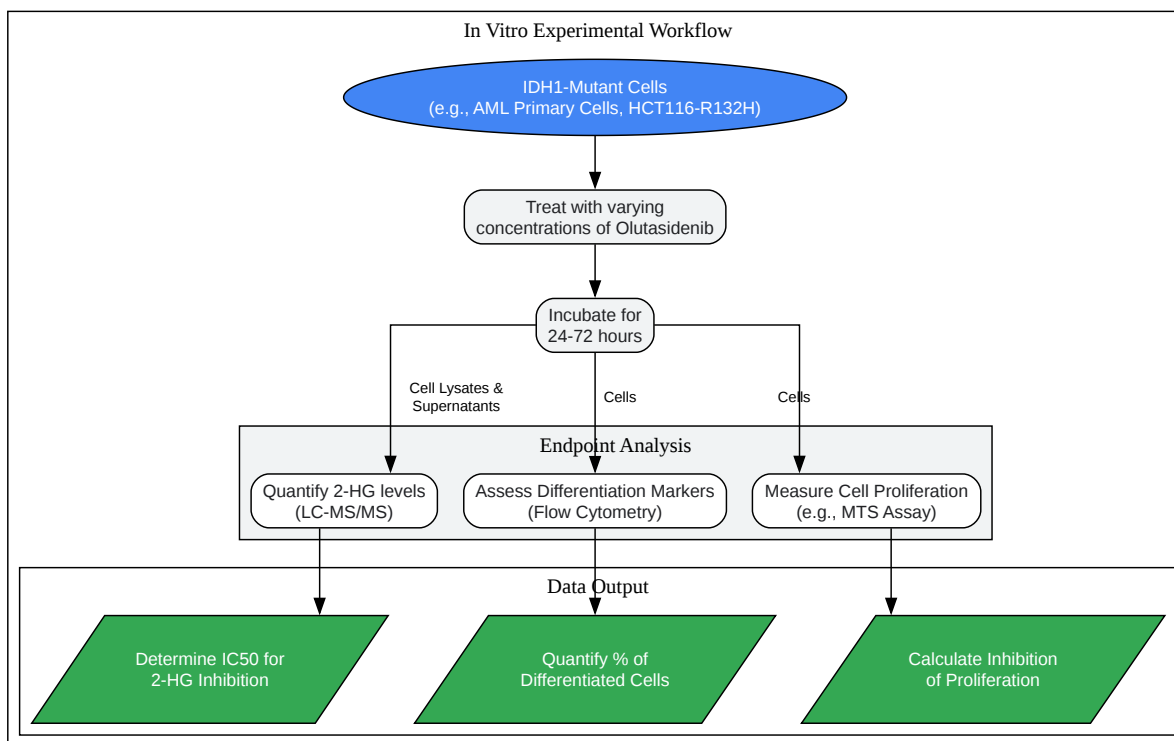 In Vitro Experimental Workflow
IDH1-Mutant Cells
(e.g., AML Primary Cells, HCT116-R132H)
Treat with varying
concentrations of Olutasidenib
Incubate for
24-72 hours
Cell Lysates &
Supernatants
Cells
Cells
Endpoint Analysis
Quantify 2-HG levels
(LC-MS/MS)
Assess Differentiation Markers
(Flow Cytometry)
Measure Cell Proliferation
(e.g., MTS Assay)
Data Output
Determine IC50 for
2-HG Inhibition
Quantify % of
Differentiated Cells
Calculate Inhibition
of Proliferation